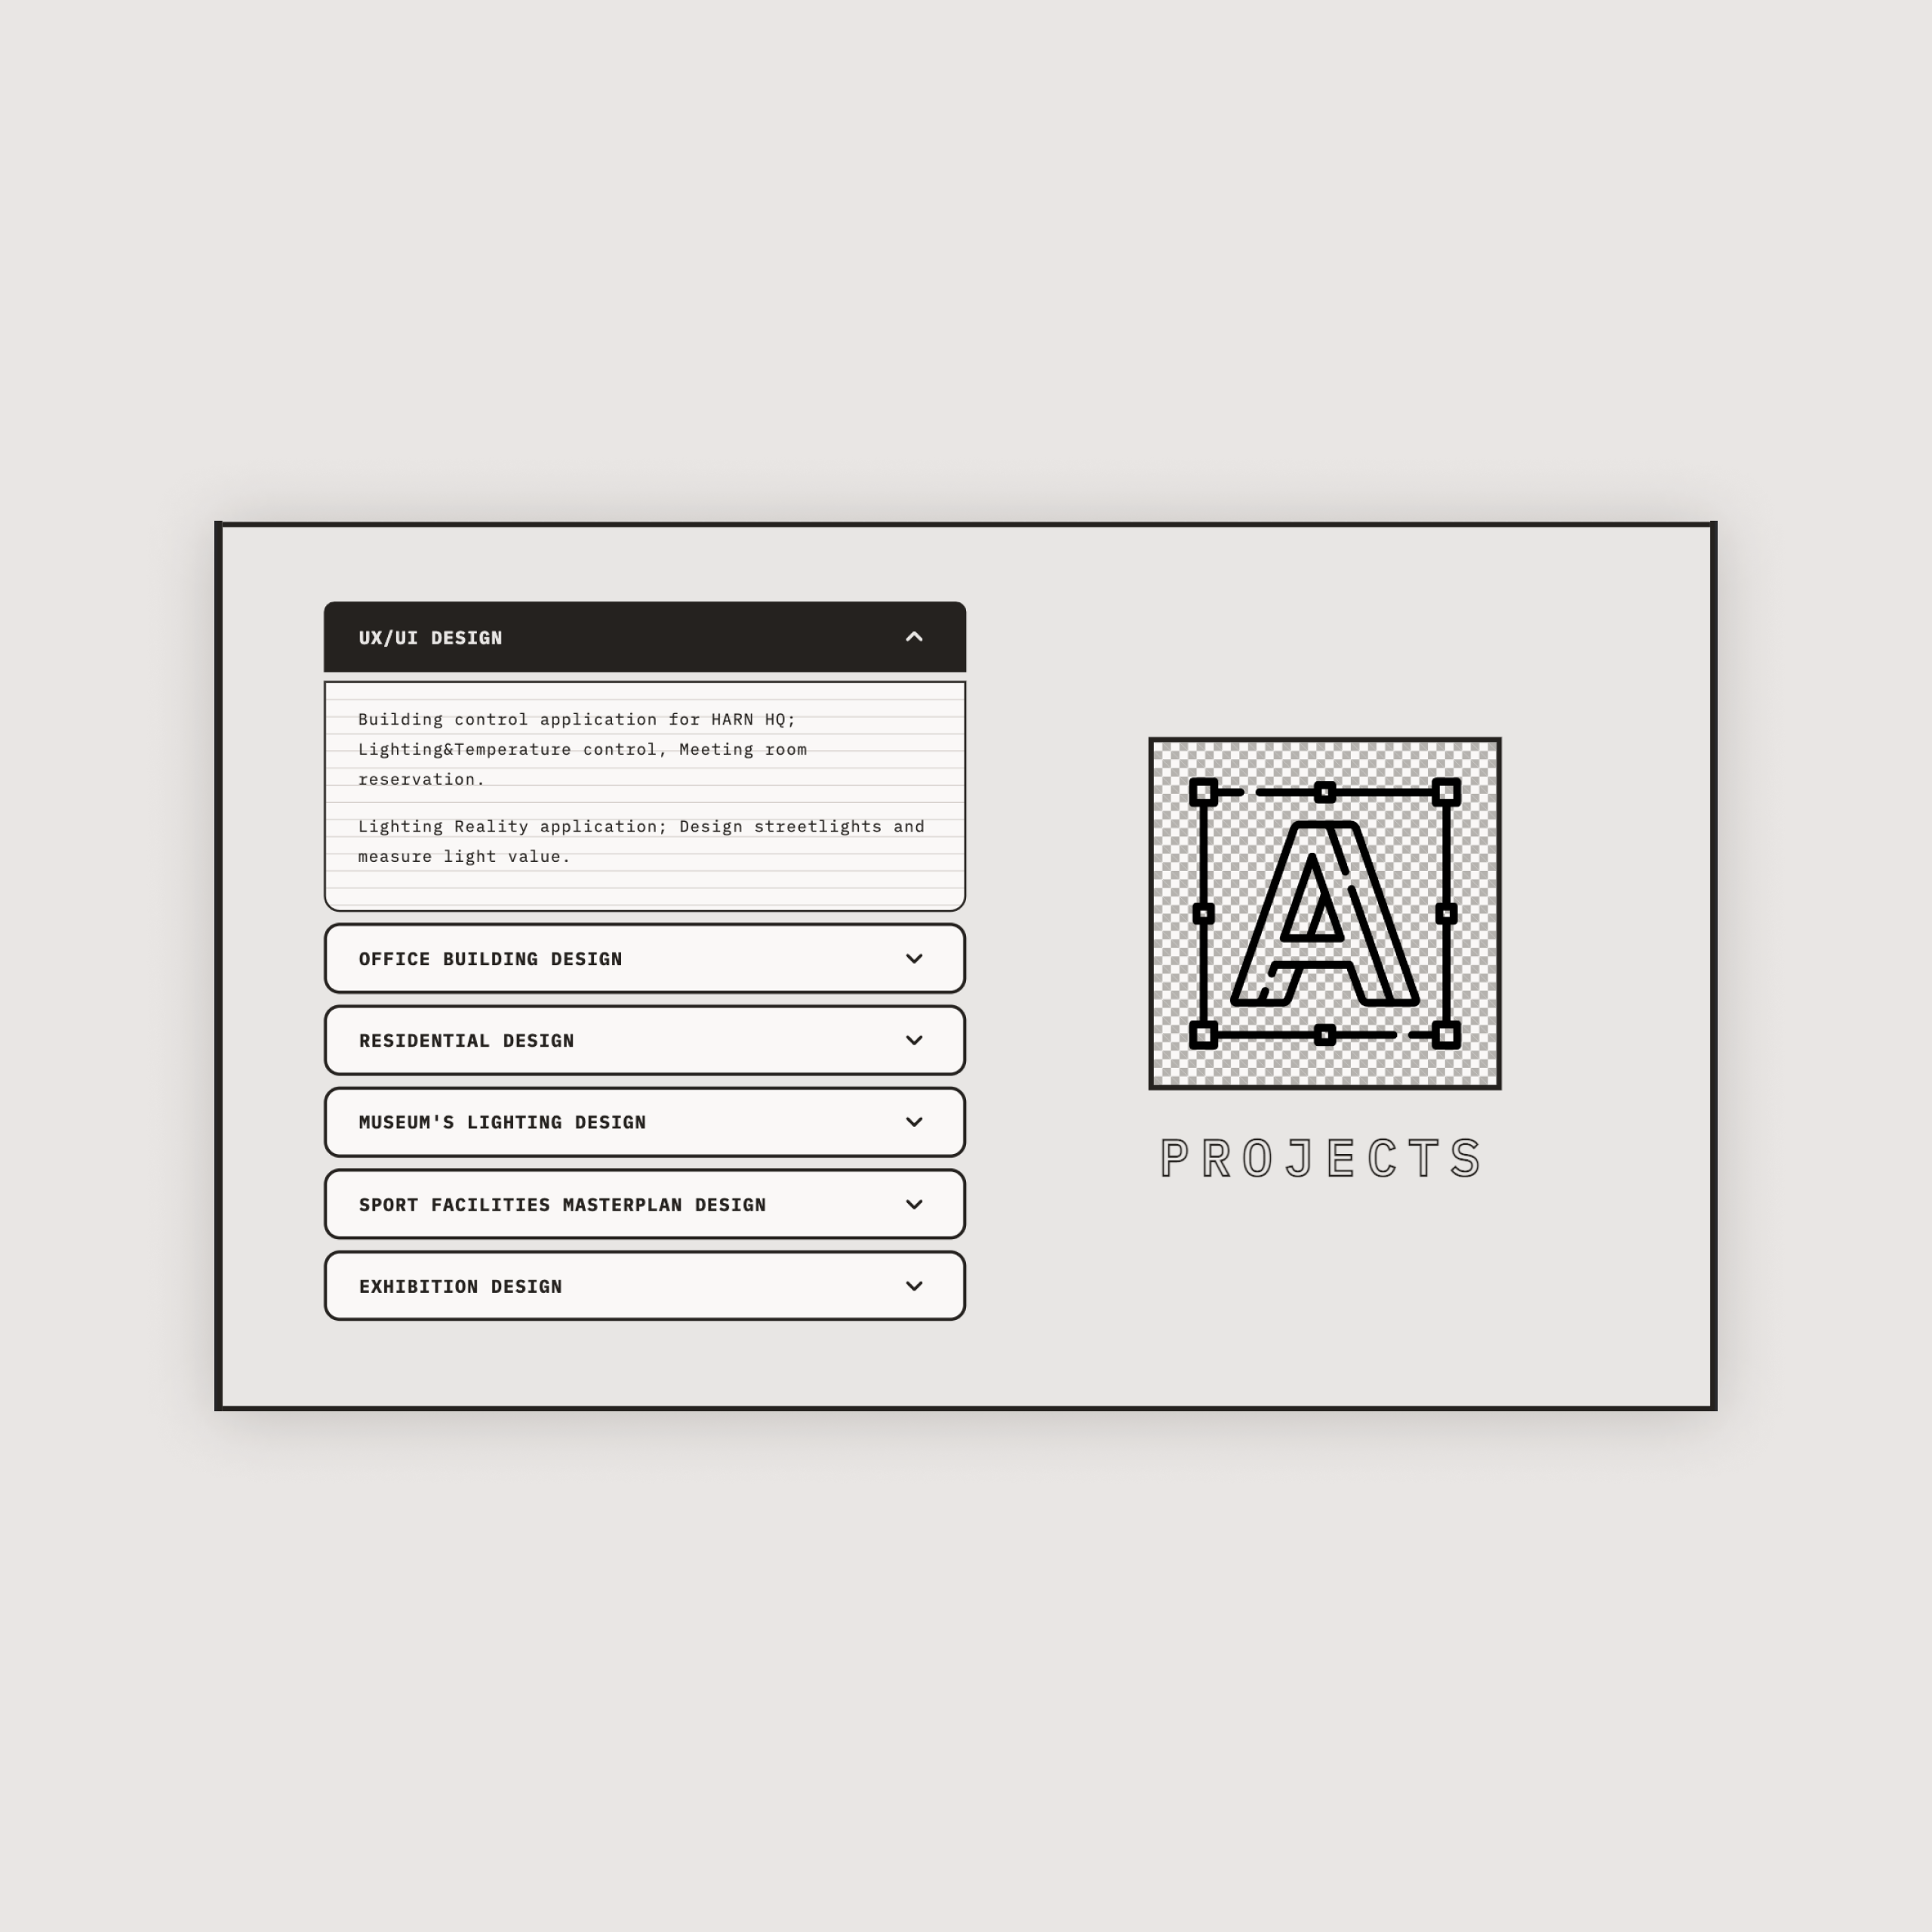 UX/UI DESIGN
Building control application for HARN HQ;
Lighting&Temperature control, Meeting room
reservation.
Lighting Reality application; Design streetlights and
measure light value.
OFFICE BUILDING DESIGN
RESIDENTIAL DESIGN
MUSEUM'S LIGHTING DESIGN
SPORT FACILITIES MASTERPLAN DESIGN
EXHIBITION DESIGN
A
PROJECTS